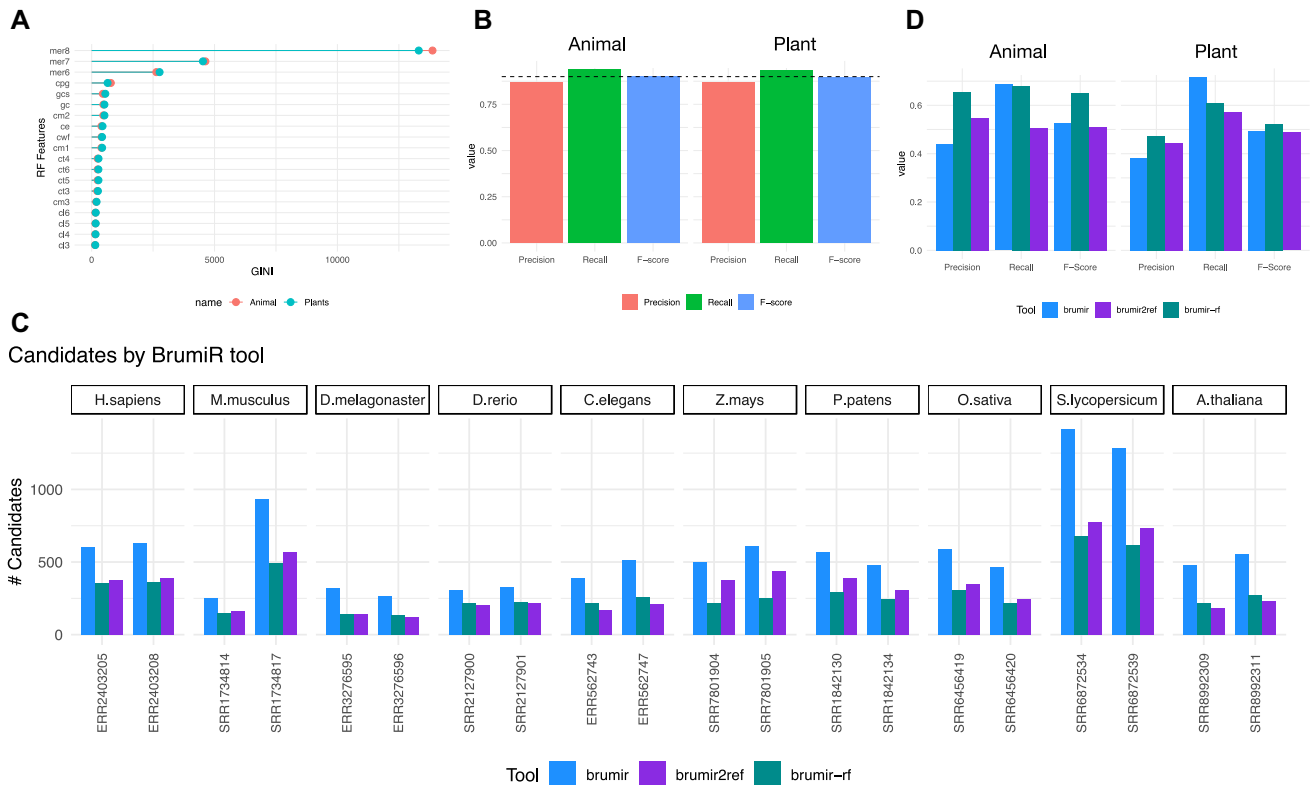 A
RF Features
mer8
mer7
mer6
cpg
gcs
gc
cm2
ce
cwf
cm1
ct4
ct6
ct5
ct3
cm3
cl6
cl5
cl4
cl3
0 5000 10000
GINI
name Animal Plants
B
Animal Plant
value
0.75
0.50
0.25
0.00
Precision Recall F-score Precision Recall F-score
Precision Recall F-score
D
Animal Plant
value
0.6
0.4
0.2
0.0
Precision Recall F-Score Precision Recall F-Score
Tool brumir brumir2ref brumir-rf
C
Candidates by BrumiR tool
H.sapiens M.musculus D.melagonaster D.rerio C.elegans Z.mays P.patens O.sativa S.lycopersicum A.thaliana
# Candidates
1000
500
0
ERR2403205 ERR2403208 SRR1734814 SRR1734817 ERR3276595 ERR3276596 SRR2127900 SRR2127901 ERR562743 ERR562747 SRR7801904 SRR7801905 SRR1842130 SRR1842134 SRR6456419 SRR6456420 SRR6872534 SRR6872539 SRR8992309 SRR8992311
Tool brumir brumir2ref brumir-rf